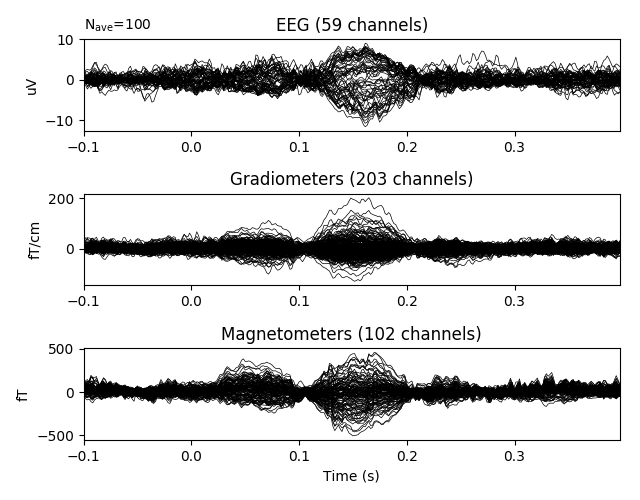 N_ave=100
EEG (59 channels)
10
0
−10
uV
−0.1 0.0 0.1 0.2 0.3
Gradiometers (203 channels)
200
0
fT/cm
−0.1 0.0 0.1 0.2 0.3
Magnetometers (102 channels)
500
0
−500
fT
−0.1 0.0 0.1 0.2 0.3
Time (s)